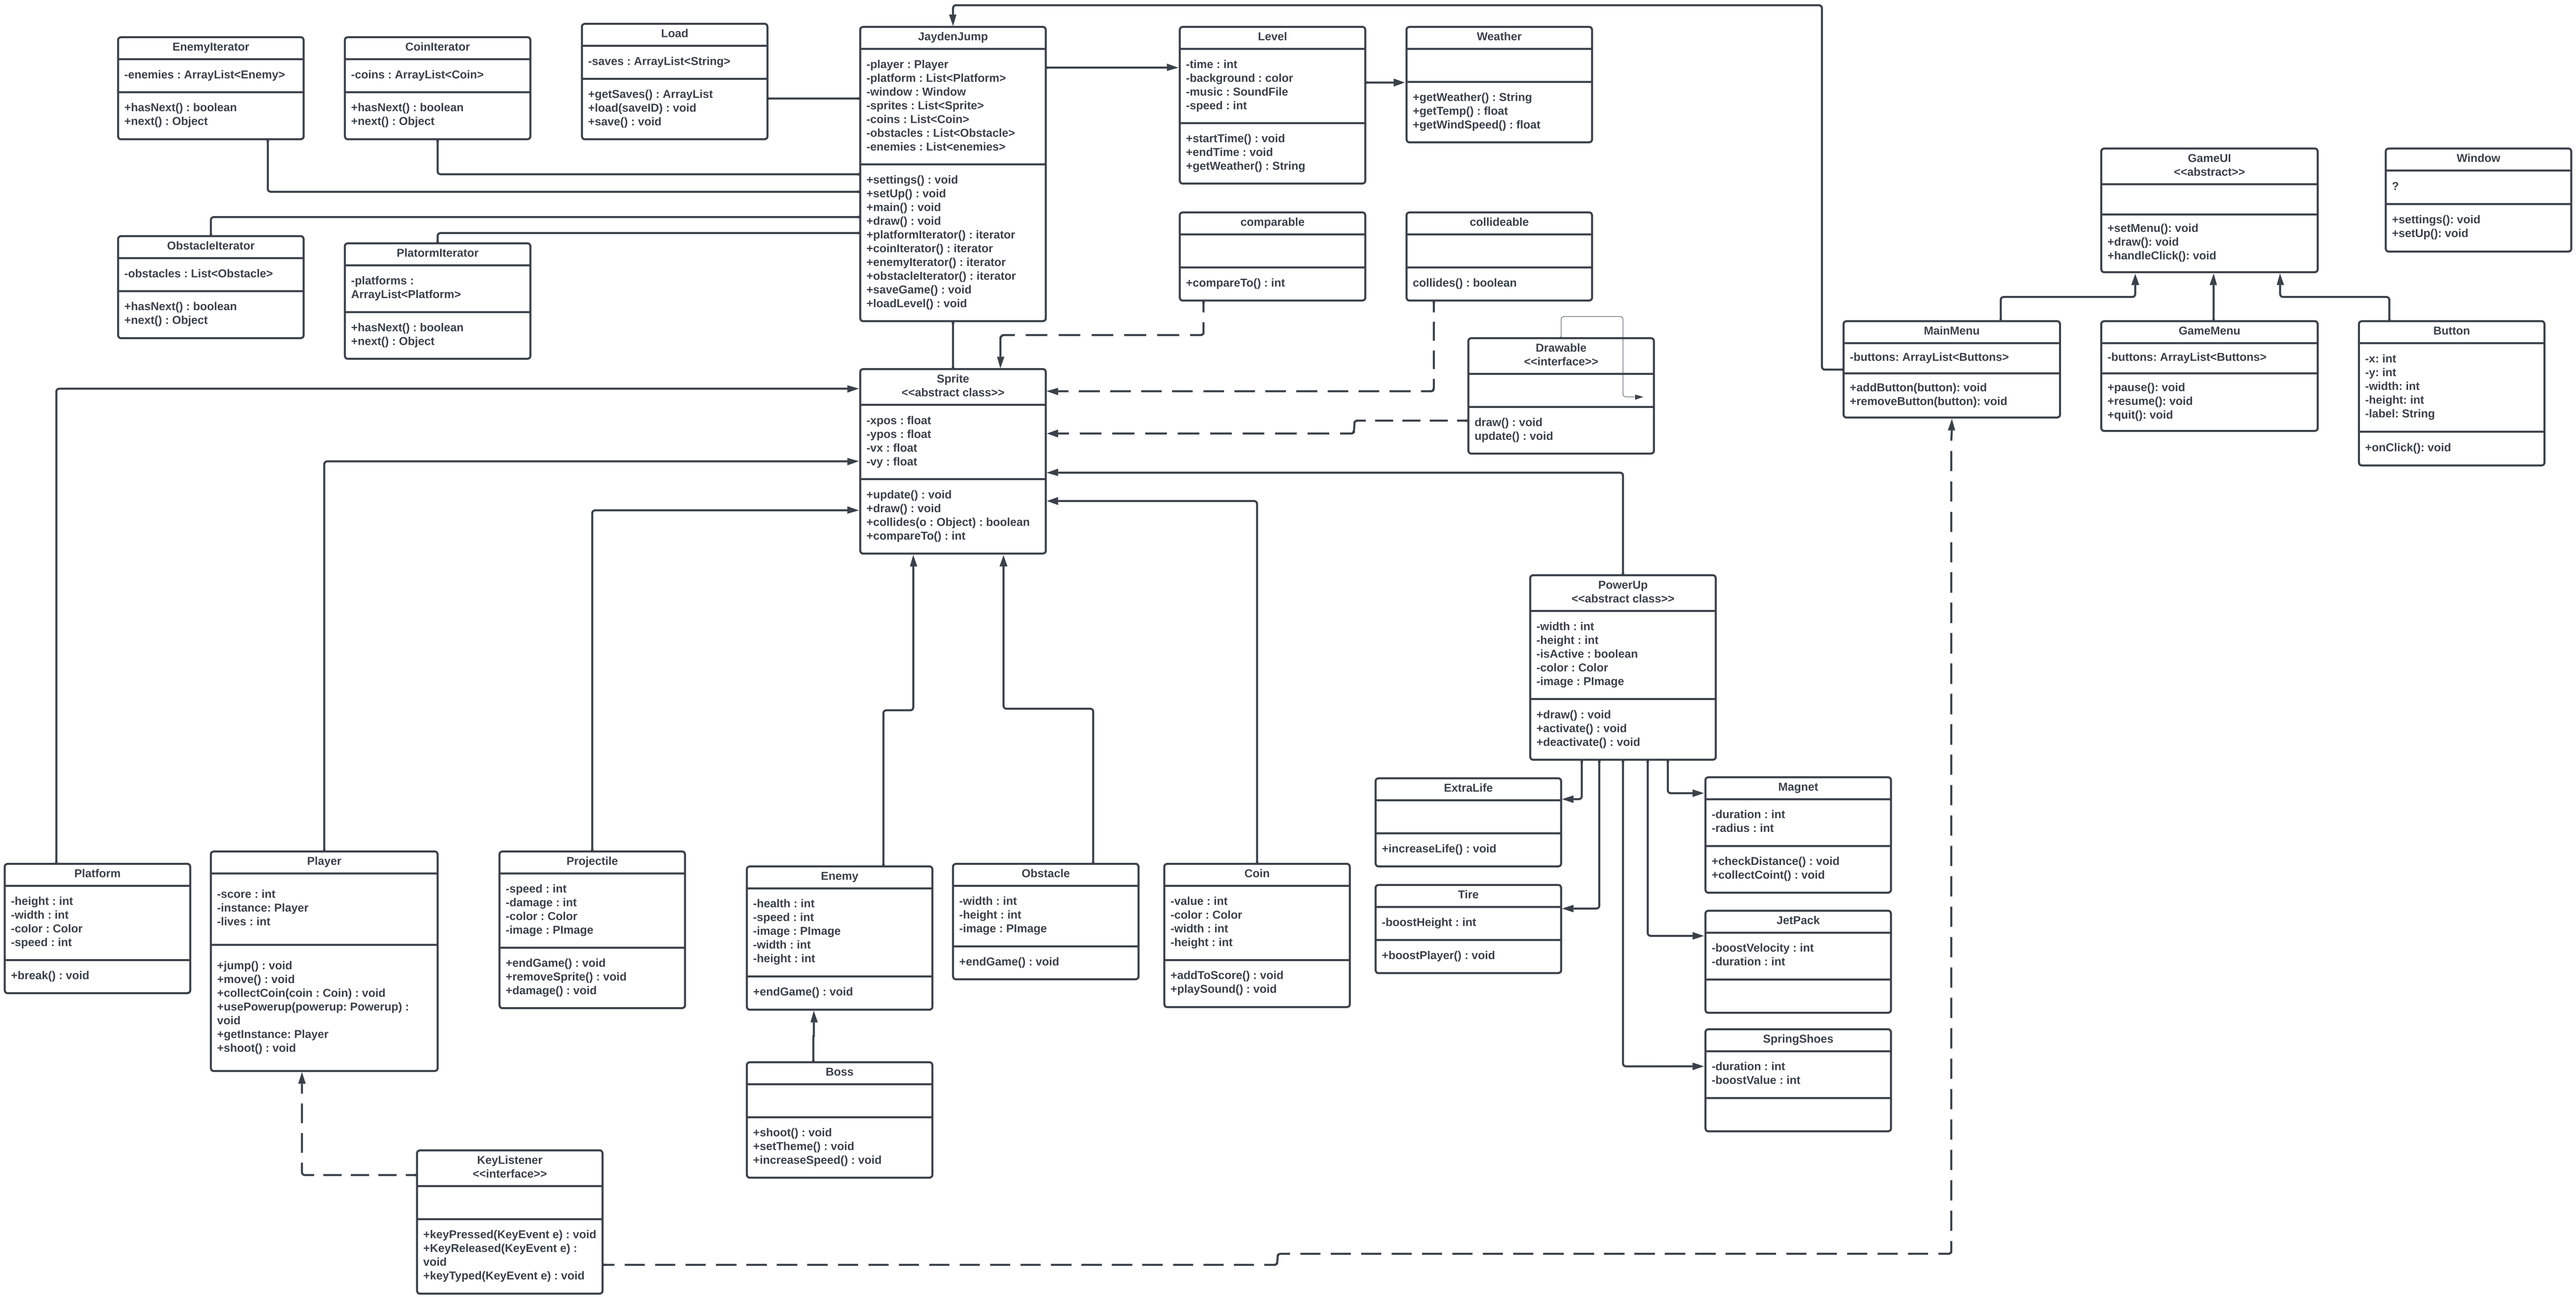 EnemyIterator
-enemies : ArrayList<Enemy>
+hasNext() : boolean
+next() : Object
CoinIterator
-coins : ArrayList<Coin>
+hasNext() : boolean
+next() : Object
Load
-saves : ArrayList<String>
+getSaves() : ArrayList
+load(saveID) : void
+save() : void
JaydenJump
-player : Player
-platform : List<Platform>
-window : Window
-sprites : List<Sprite>
-coins : List<Coin>
-obstacles : List<Obstacle>
-enemies : List<enemies>
+settings() : void
+setUp() : void
+main() : void
+draw() : void
+platformIterator() : iterator
+coinIterator() : iterator
+enemyIterator() : iterator
+obstacleIterator() : iterator
+saveGame() : void
+loadLevel() : void
Level
-time : int
-background : color
-music : SoundFile
-speed : int
+startTime() : void
+endTime : void
+getWeather() : String
Weather
+getWeather() : String
+getTemp() : float
+getWindSpeed() : float
GameUI
<<abstract>>
+setMenu(): void
+draw(): void
+handleClick(): void
Window
?
+settings(): void
+setUp(): void
ObstacleIterator
-obstacles : List<Obstacle>
+hasNext() : boolean
+next() : Object
PlatormIterator
-platforms :
ArrayList<Platform>
+hasNext() : boolean
+next() : Object
comparable
+compareTo() : int
collideable
collides() : boolean
Drawable
<<interface>>
draw() : void
update() : void
MainMenu
-buttons: ArrayList<Buttons>
+addButton(button): void
+removeButton(button): void
GameMenu
-buttons: ArrayList<Buttons>
+pause(): void
+resume(): void
+quit(): void
Button
-x: int
-y: int
-width: int
-height: int
-label: String
+onClick(): void
Sprite
<<abstract class>>
-xpos : float
-ypos : float
-vx : float
-vy : float
+update() : void
+draw() : void
+collides(o : Object) : boolean
+compareTo() : int
PowerUp
<<abstract class>>
-width : int
-height : int
-isActive : boolean
-color : Color
-image : PImage
+draw() : void
+activate() : void
+deactivate() : void
ExtraLife
+increaseLife() : void
Magnet
-duration : int
-radius : int
+checkDistance() : void
+collectCoint() : void
Tire
-boostHeight : int
+boostPlayer() : void
JetPack
-boostVelocity : int
-duration : int
SpringShoes
-duration : int
-boostValue : int
Platform
-height : int
-width : int
-color : Color
-speed : int
+break() : void
Player
-score : int
-instance: Player
-lives : int
+jump() : void
+move() : void
+collectCoin(coin : Coin) : void
+usePowerup(powerup: Powerup) :
void
+getInstance: Player
+shoot() : void
Projectile
-speed : int
-damage : int
-color : Color
-image : PImage
+endGame() : void
+removeSprite() : void
+damage() : void
Enemy
-health : int
-speed : int
-image : PImage
-width : int
-height : int
+endGame() : void
Obstacle
-width : int
-height : int
-image : PImage
+endGame() : void
Coin
-value : int
-color : Color
-width : int
-height : int
+addToScore() : void
+playSound() : void
Boss
+shoot() : void
+setTheme() : void
+increaseSpeed() : void
KeyListener
<<interface>>
+keyPressed(KeyEvent e) : void
+KeyReleased(KeyEvent e) :
void
+keyTyped(KeyEvent e) : void